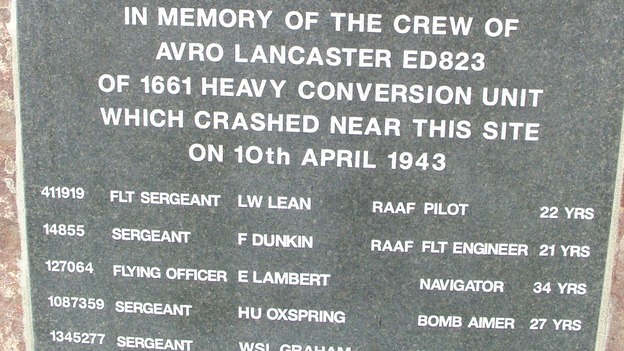 IN MEMORY OF THE CREW OF
AVRO LANCASTER ED823
OF 1661 HEAVY CONVERSION UNIT
WHICH CRASHED NEAR THIS SITE
ON 10th APRIL 1943
411919 FLT SERGEANT LW LEAN RAAF PILOT 22 YRS
14855 SERGEANT F DUNKIN RAAF FLT ENGINEER 21 YRS
127064 FLYING OFFICER E LAMBERT NAVIGATOR 34 YRS
1087359 SERGEANT HU OXSPRING BOMB AIMER 27 YRS
1345277 SERGEANT WSL GRAHAM